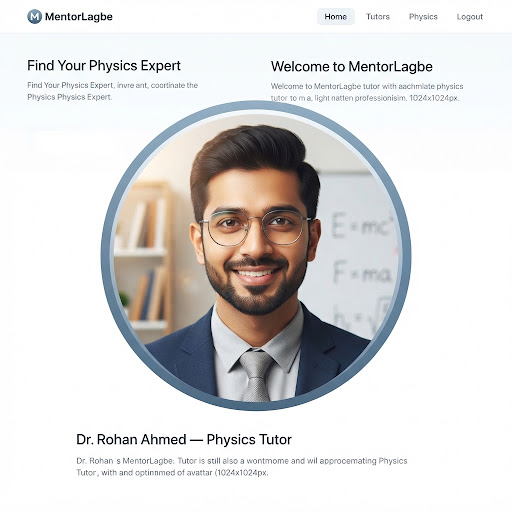 M MentorLagbe
Home Tutors Physics Logout
Find Your Physics Expert
Find Your Physics Expert, invre ant, coortinate the
Physics Physics Expert.
Welcome to MentorLagbe
Welcome to MentorLagbe tutor with aachmiate physics
tutor to m a, light natten professionisim. 1024x1024px.
E=mc²
F=ma
Dr. Rohan Ahmed — Physics Tutor
Dr. Rohan s MentorLagbe: Tutor is still also a wontmome and wil approcemating Physics
Tutor, with and optinmned of avattar (1024x1024px.